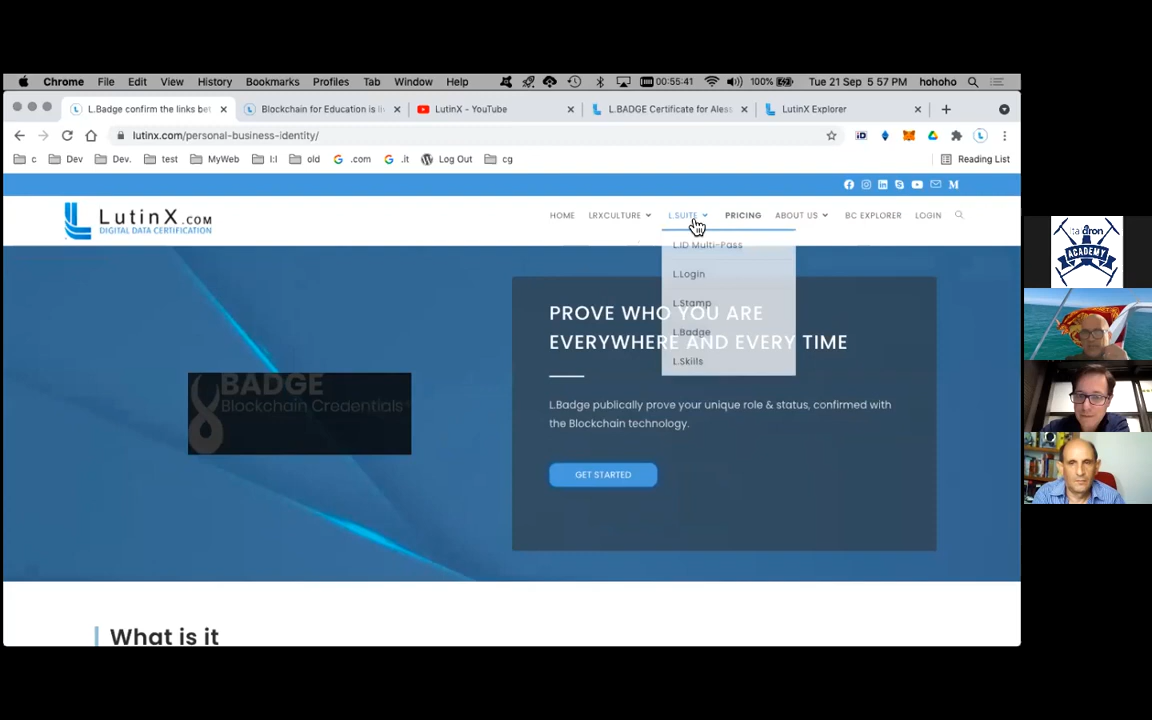 Chrome File Edit View History Bookmarks Profiles Tab Window Help 00:55:41 100% Tue 21 Sep 5:57 PM hohoho
L.Badge confirm the links bet Blockchain for Education is li LutinX - YouTube L.BADGE Certificate for Aless LutinX Explorer
lutinx.com/personal-business-identity/
c Dev Dev. test MyWeb I:I old .com .it Log Out cg Reading List
LutinX.COM
DIGITAL DATA CERTIFICATION
HOME LRXCULTURE L.SUITE PRICING ABOUT US BC EXPLORER LOGIN
L.ID Multi-Pass
L.Login
L.Stamp
L.Badge
L.Skills
PROVE WHO YOU ARE
EVERYWHERE AND EVERY TIME
L.Badge publically prove your unique role & status, confirmed with
the Blockchain technology.
GET STARTED
BADGE
Blockchain Credentials
What is it
ACADEMY